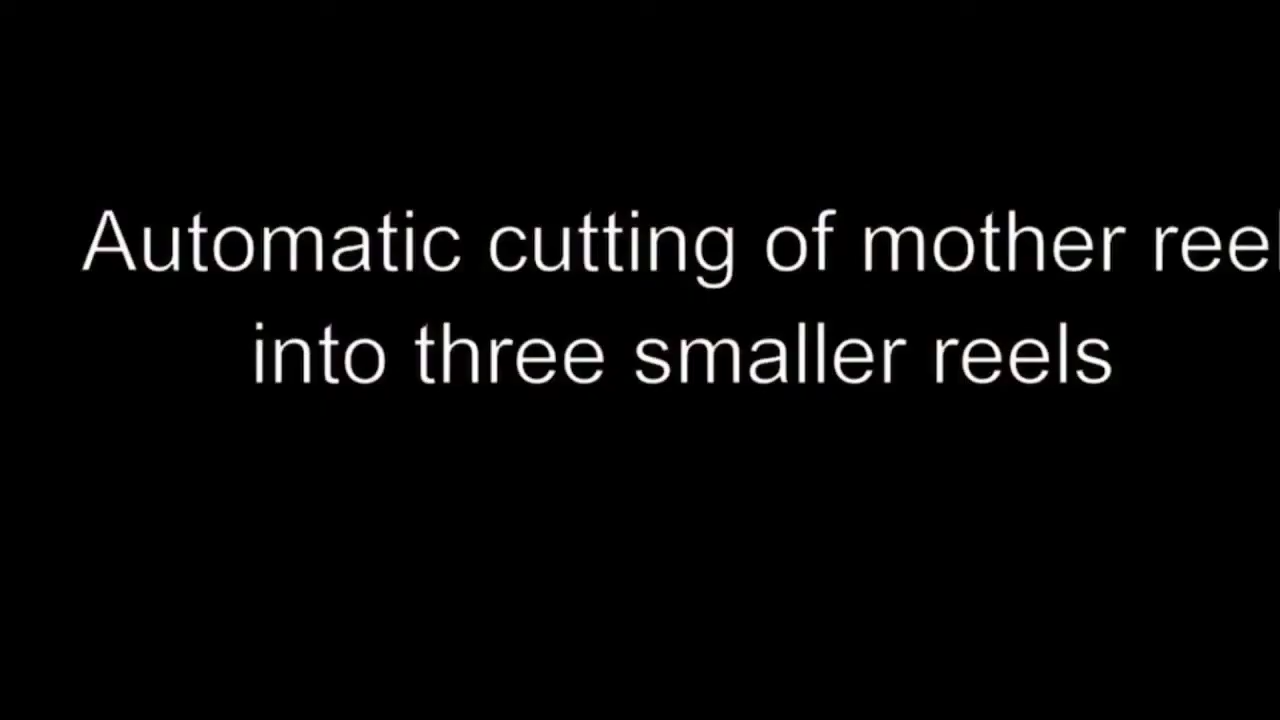 Automatic cutting of mother reel
into three smaller reels